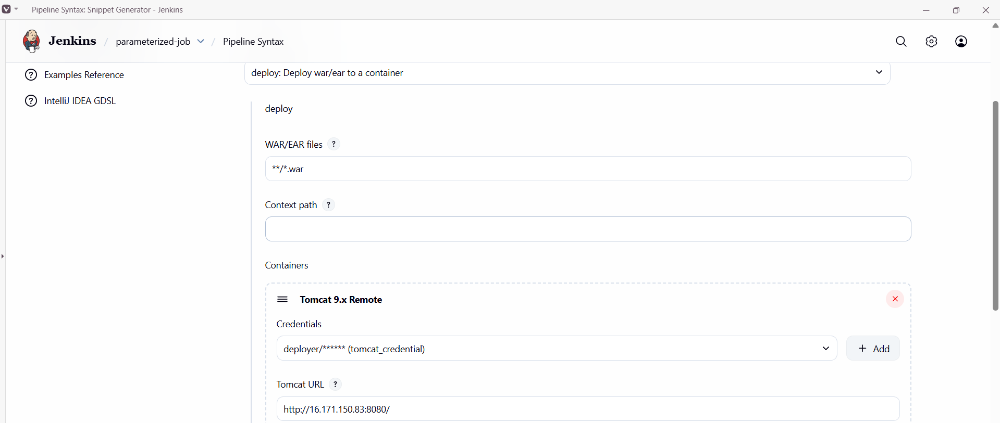 Pipeline Syntax: Snippet Generator - Jenkins
Jenkins / parameterized-job / Pipeline Syntax
Examples Reference
deploy: Deploy war/ear to a container
IntelliJ IDEA GDSL
deploy
WAR/EAR files ?
**/*.war
Context path ?
Containers
Tomcat 9.x Remote
Credentials
deployer/****** (tomcat_credential)
+ Add
Tomcat URL ?
http://16.171.150.83:8080/